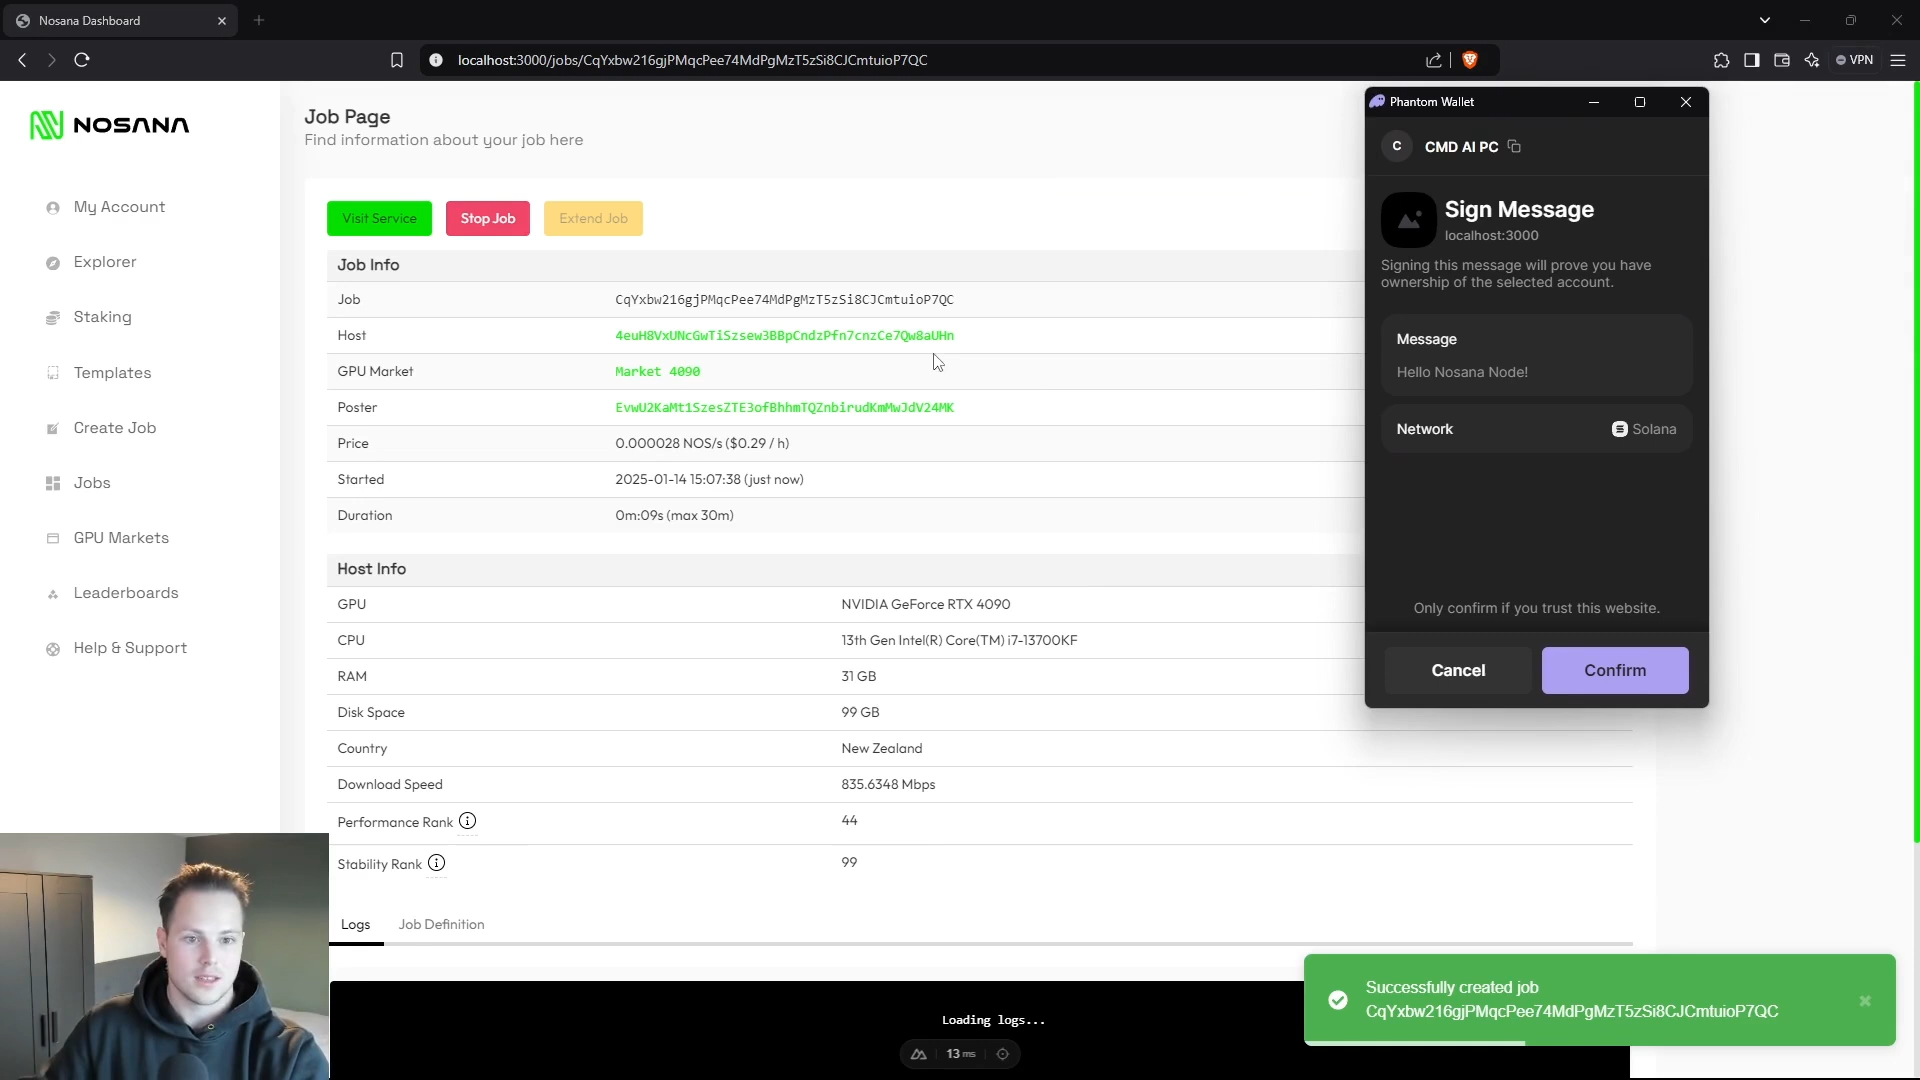 Nosana Dashboard
localhost:3000/jobs/CqYxbw216gjPMqcPee74MdPgMzT5zSi8CJCmtuioP7QC
VPN
NOSANA
My Account
Explorer
Staking
Templates
Create Job
Jobs
GPU Markets
Leaderboards
Help & Support
Job Page
Find information about your job here
Visit Service
Stop Job
Extend Job
Job Info
Job CqYxbw216gjPMqcPee74MdPgMzT5zSi8CJCmtuioP7QC
Host 4euH8VxUNcGwTiSzsew3BBpCndzPfn7cnzCe7Qw8aUHn
GPU Market Market 4090
Poster EvwU2KaMt1SzesZTE3ofBhhmTQZnbirudKmMwJdV24MK
Price 0.000028 NOS/s ($0.29 / h)
Started 2025-01-14 15:07:38 (just now)
Duration 0m:09s (max 30m)
Host Info
GPU NVIDIA GeForce RTX 4090
CPU 13th Gen Intel(R) Core(TM) i7-13700KF
RAM 31 GB
Disk Space 99 GB
Country New Zealand
Download Speed 835.6348 Mbps
Performance Rank 44
Stability Rank 99
Logs Job Definition
Loading logs...
13 ms
Phantom Wallet
C CMD AI PC
Sign Message
localhost:3000
Signing this message will prove you have
ownership of the selected account.
Message
Hello Nosana Node!
Network Solana
Only confirm if you trust this website.
Cancel Confirm
Successfully created job
CqYxbw216gjPMqcPee74MdPgMzT5zSi8CJCmtuioP7QC